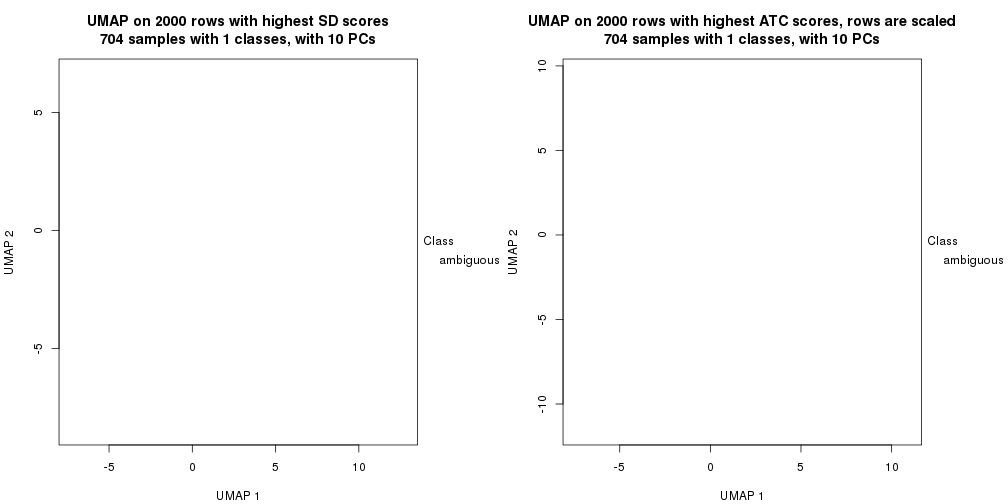 UMAP on 2000 rows with highest SD scores
704 samples with 1 classes, with 10 PCs
5
0
-5
UMAP 2
-5 0 5 10
UMAP 1
Class
ambiguous
UMAP on 2000 rows with highest ATC scores, rows are scaled
704 samples with 1 classes, with 10 PCs
10
5
0
-5
-10
UMAP 2
-5 0 5 10
UMAP 1
Class
ambiguous